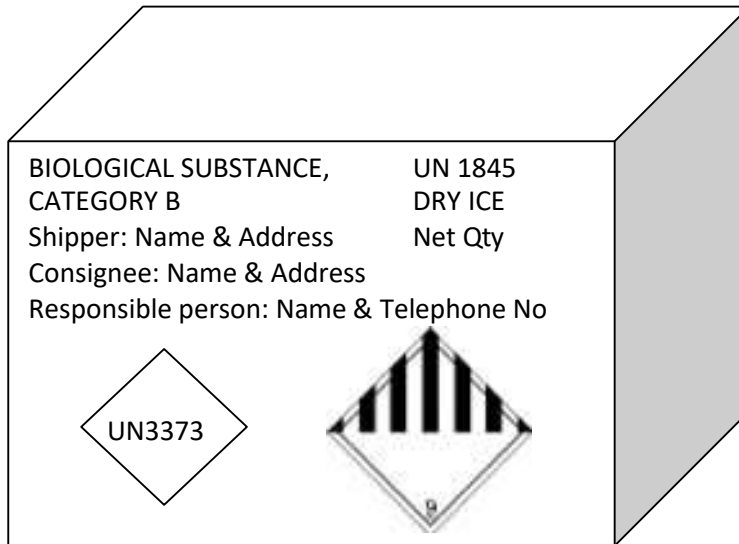 BIOLOGICAL SUBSTANCE,
CATEGORY B
UN 1845
DRY ICE
Net Qty
Shipper: Name & Address
Consignee: Name & Address
Responsible person: Name & Telephone No
UN3373
9